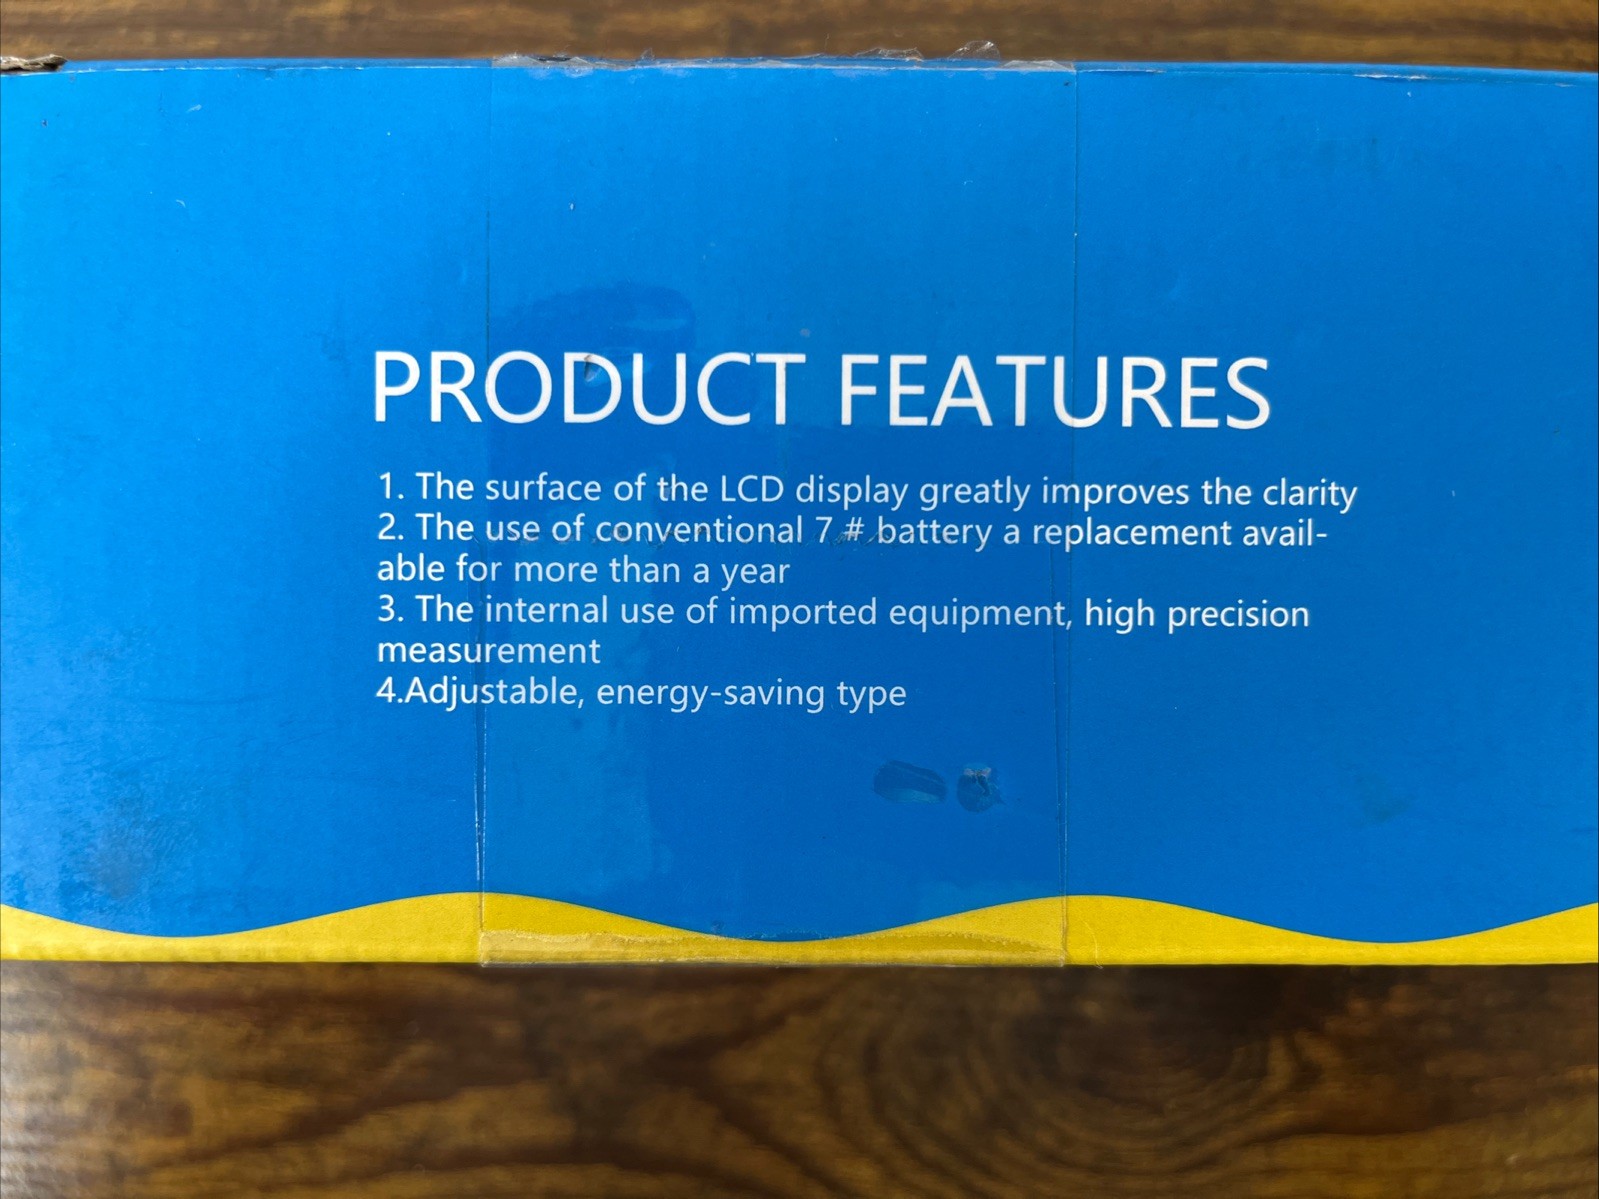 PRODUCT FEATURES
1. The surface of the LCD display greatly improves the clarity
2. The use of conventional 7 # battery a replacement avail-
able for more than a year
3. The internal use of imported equipment, high precision
measurement
4.Adjustable, energy-saving type